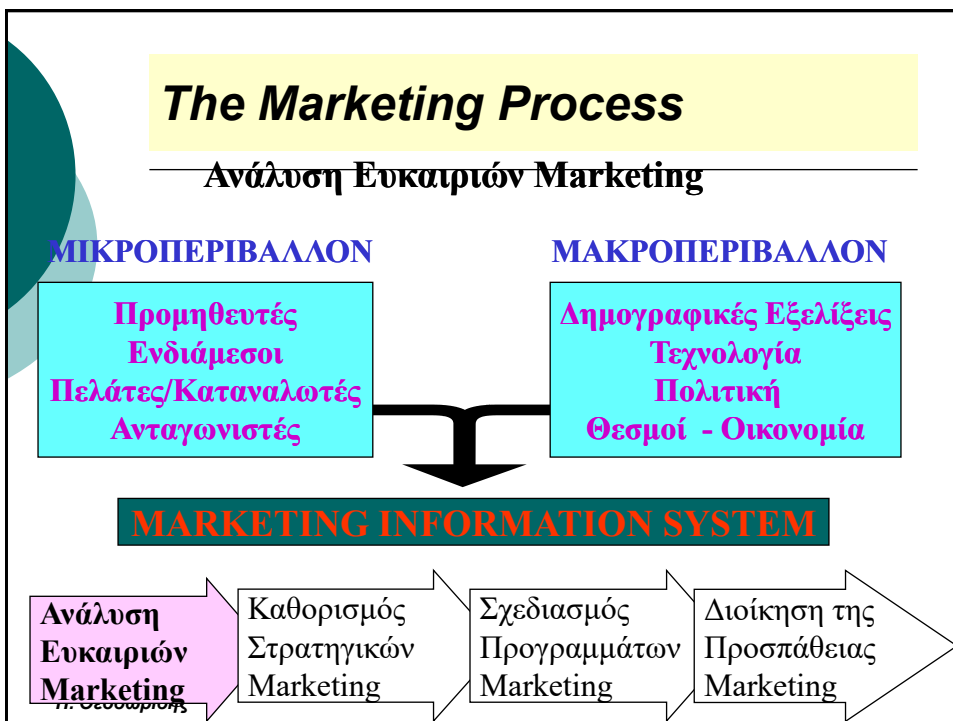 The Marketing Process
Ανάλυση Ευκαιριών Marketing
ΜΙΚΡΟΠΕΡΙΒΑΛΛΟΝ
Προμηθευτές
Ενδιάμεσοι
Πελάτες/Καταναλωτές
Ανταγωνιστές
ΜΑΚΡΟΠΕΡΙΒΑΛΛΟΝ
Δημογραφικές Εξελίξεις
Τεχνολογία
Πολιτική
Θεσμοί - Οικονομία
MARKETING INFORMATION SYSTEM
Ανάλυση
Ευκαιριών
Marketing
Καθορισμός
Στρατηγικών
Marketing
Σχεδιασμός
Προγραμμάτων
Marketing
Διοίκηση της
Προσπάθειας
Marketing